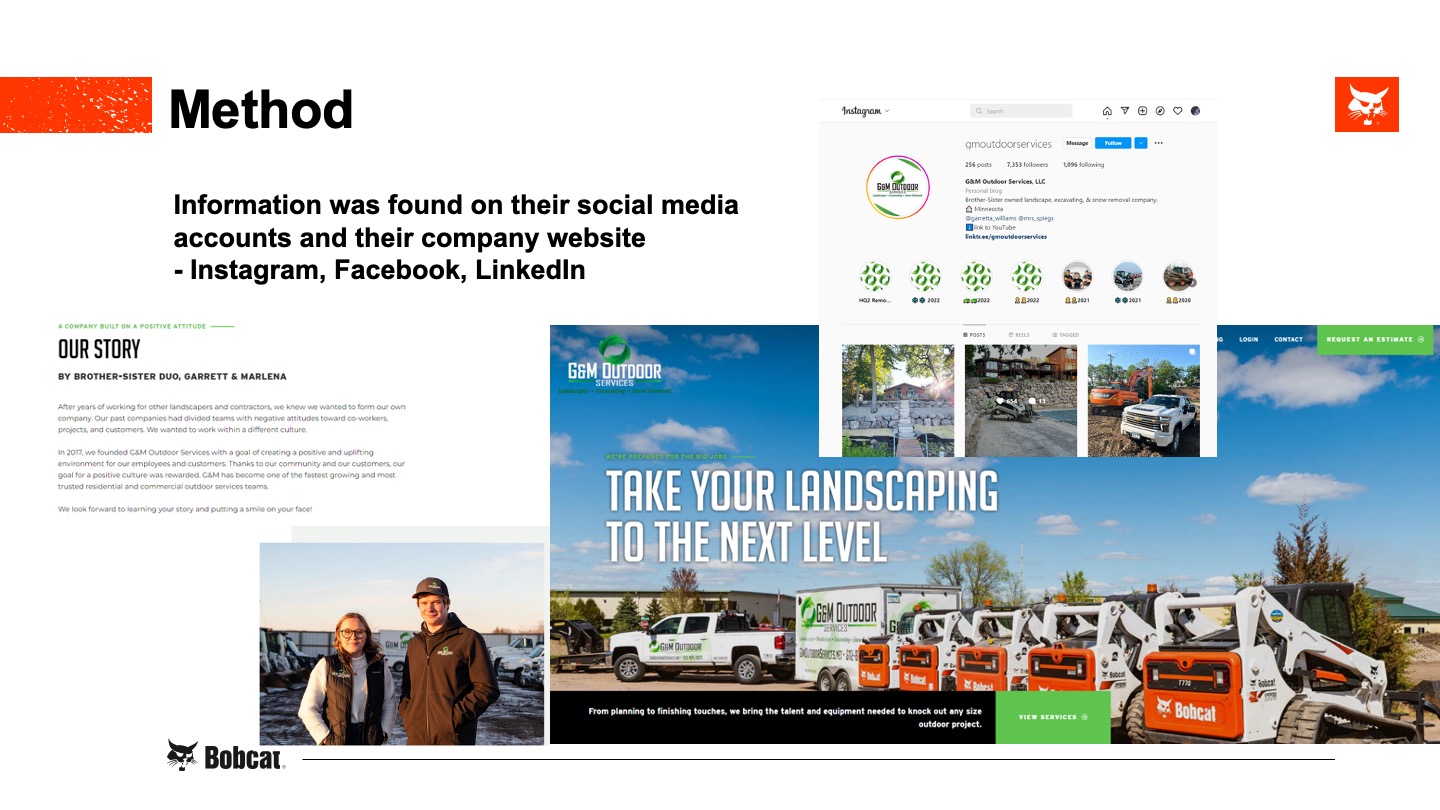 Method
Information was found on their social media
accounts and their company website
- Instagram, Facebook, LinkedIn
Instagram
Search
gmoutdoorservices
Message
Follow
256 posts 7,353 followers 1,096 following
G&M Outdoor Services, LLC
Personal blog
Brother-Sister owned landscape, excavating, & snow removal company.
Minnesota
@garretta_williams @mrs_spiegs
link to YouTube
linktr.ee/gmoutdoorservices
HQ2 Remo... 2022 2022 2022 2021 2021 2020
POSTS REELS TAGGED
654 13
A COMPANY BUILT ON A POSITIVE ATTITUDE
OUR STORY
BY BROTHER-SISTER DUO, GARRETT & MARLENA
After years of working for other landscapers and contractors, we knew we wanted to form our own
company. Our past companies had divided teams with negative attitudes toward co-workers,
projects, and customers. We wanted to work within a different culture.
In 2017, we founded G&M Outdoor Services with a goal of creating a positive and uplifting
environment for our employees and customers. Thanks to our community and our customers, our
goal for a positive culture was rewarded. G&M has become one of the fastest growing and most
trusted residential and commercial outdoor services teams.
We look forward to learning your story and putting a smile on your face!
G&M OUTDOOR
SERVICES
LOGIN CONTACT REQUEST AN ESTIMATE
WE'RE PREPARED FOR THE BIG JOBS
TAKE YOUR LANDSCAPING
TO THE NEXT LEVEL
G&M OUTDOOR
SERVICES
G&M OUTDOOR
T770
Bobcat
Bobcat
From planning to finishing touches, we bring the talent and equipment needed to knock out any size
outdoor project.
VIEW SERVICES
Bobcat